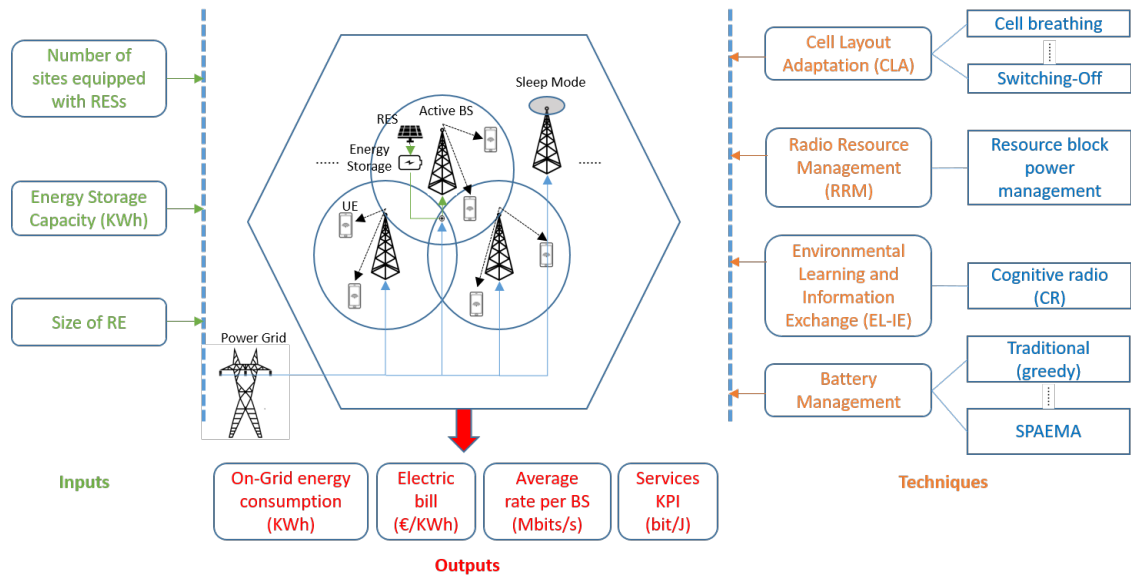 Number of
sites equipped
with RESs
Energy Storage
Capacity (KWh)
Size of RE
Inputs
Sleep Mode
Active BS
RES
Energy
Storage
......
......
UE
Power Grid
On-Grid energy
consumption
(KWh)
Electric
bill
(€/KWh)
Average
rate per BS
(Mbits/s)
Services
KPI
(bit/J)
Outputs
Cell Layout
Adaptation (CLA)
Cell breathing
Switching-Off
Radio Resource
Management
(RRM)
Resource block
power
management
Environmental
Learning and
Information
Exchange (EL-IE)
Cognitive radio
(CR)
Battery
Management
Traditional
(greedy)
SPAEMA
Techniques